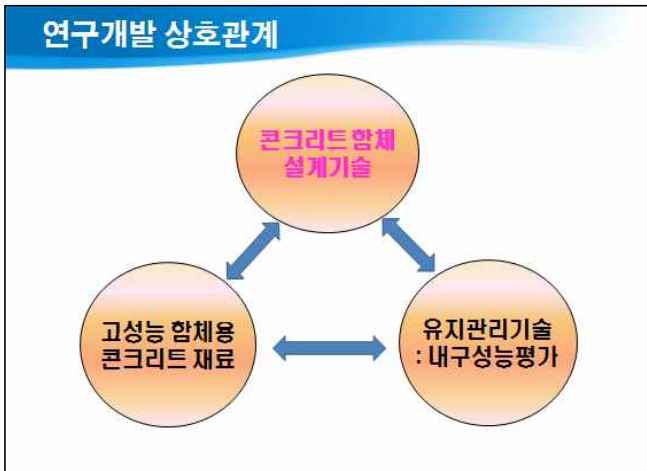 연구개발 상호관계
콘크리트 함체
설계기술
고성능 함체용
콘크리트 재료
유지관리기술
: 내구성능평가